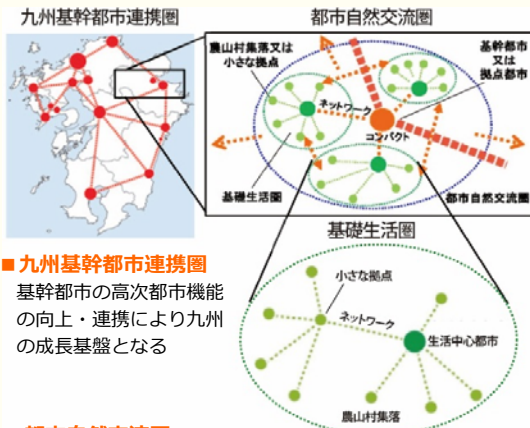 九州基幹都市連携圏
都市自然交流圏
農山村集落又は
小さな拠点
基幹都市
又は
拠点都市
ネットワーク
コンパクト
基礎生活圏
都市自然交流圏
基礎生活圏
■九州基幹都市連携圏
基幹都市の高次都市機能
の向上・連携により九州
の成長基盤となる
小さな拠点
ネットワーク
生活中心都市
農山村集落